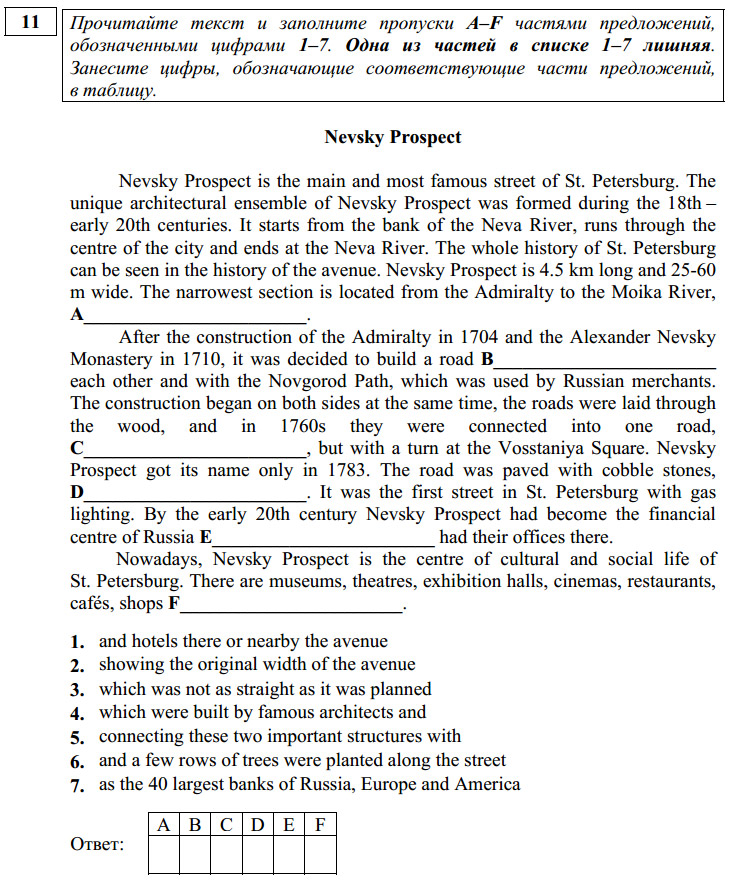 11
Прочитайте текст и заполните пропуски A–F частями предложений,
обозначенными цифрами 1–7. Одна из частей в списке 1–7 лишняя.
Занесите цифры, обозначающие соответствующие части предложений,
в таблицу.
Nevsky Prospect
Nevsky Prospect is the main and most famous street of St. Petersburg. The
unique architectural ensemble of Nevsky Prospect was formed during the 18th –
early 20th centuries. It starts from the bank of the Neva River, runs through the
centre of the city and ends at the Neva River. The whole history of St. Petersburg
can be seen in the history of the avenue. Nevsky Prospect is 4.5 km long and 25-60
m wide. The narrowest section is located from the Admiralty to the Moika River,
A_______________________.
After the construction of the Admiralty in 1704 and the Alexander Nevsky
Monastery in 1710, it was decided to build a road B_______________________
each other and with the Novgorod Path, which was used by Russian merchants.
The construction began on both sides at the same time, the roads were laid through
the wood, and in 1760s they were connected into one road,
C_______________________, but with a turn at the Vosstaniya Square. Nevsky
Prospect got its name only in 1783. The road was paved with cobble stones,
D_______________________. It was the first street in St. Petersburg with gas
lighting. By the early 20th century Nevsky Prospect had become the financial
centre of Russia E_______________________ had their offices there.
Nowadays, Nevsky Prospect is the centre of cultural and social life of
St. Petersburg. There are museums, theatres, exhibition halls, cinemas, restaurants,
cafés, shops F_______________________.
1. and hotels there or nearby the avenue
2. showing the original width of the avenue
3. which was not as straight as it was planned
4. which were built by famous architects and
5. connecting these two important structures with
6. and a few rows of trees were planted along the street
7. as the 40 largest banks of Russia, Europe and America
A B C D E F
Ответ: